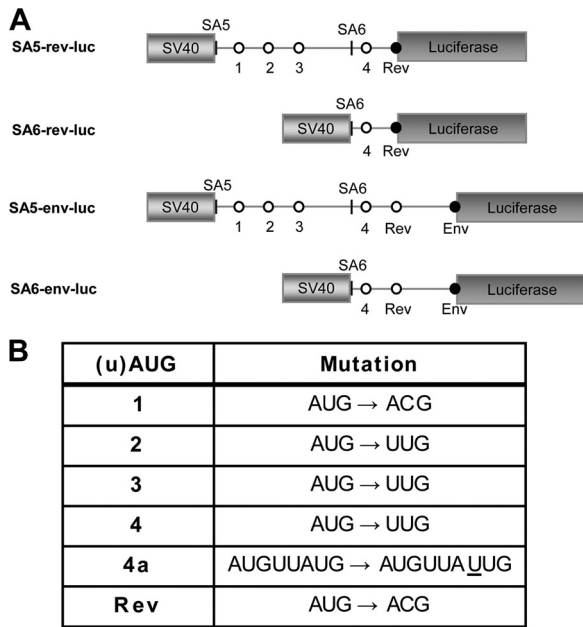 A
SA5-rev-luc SV40 SA5 1 2 3 SA6 4 Rev Luciferase
SA6-rev-luc SV40 SA6 4 Rev Luciferase
SA5-env-luc SV40 SA5 1 2 3 SA6 4 Rev Env Luciferase
SA6-env-luc SV40 SA6 4 Rev Env Luciferase
B
(u)AUG Mutation
1 AUG → ACG
2 AUG → UUG
3 AUG → UUG
4 AUG → UUG
4a AUGUUAUG → AUGUUAUUG
Rev AUG → ACG